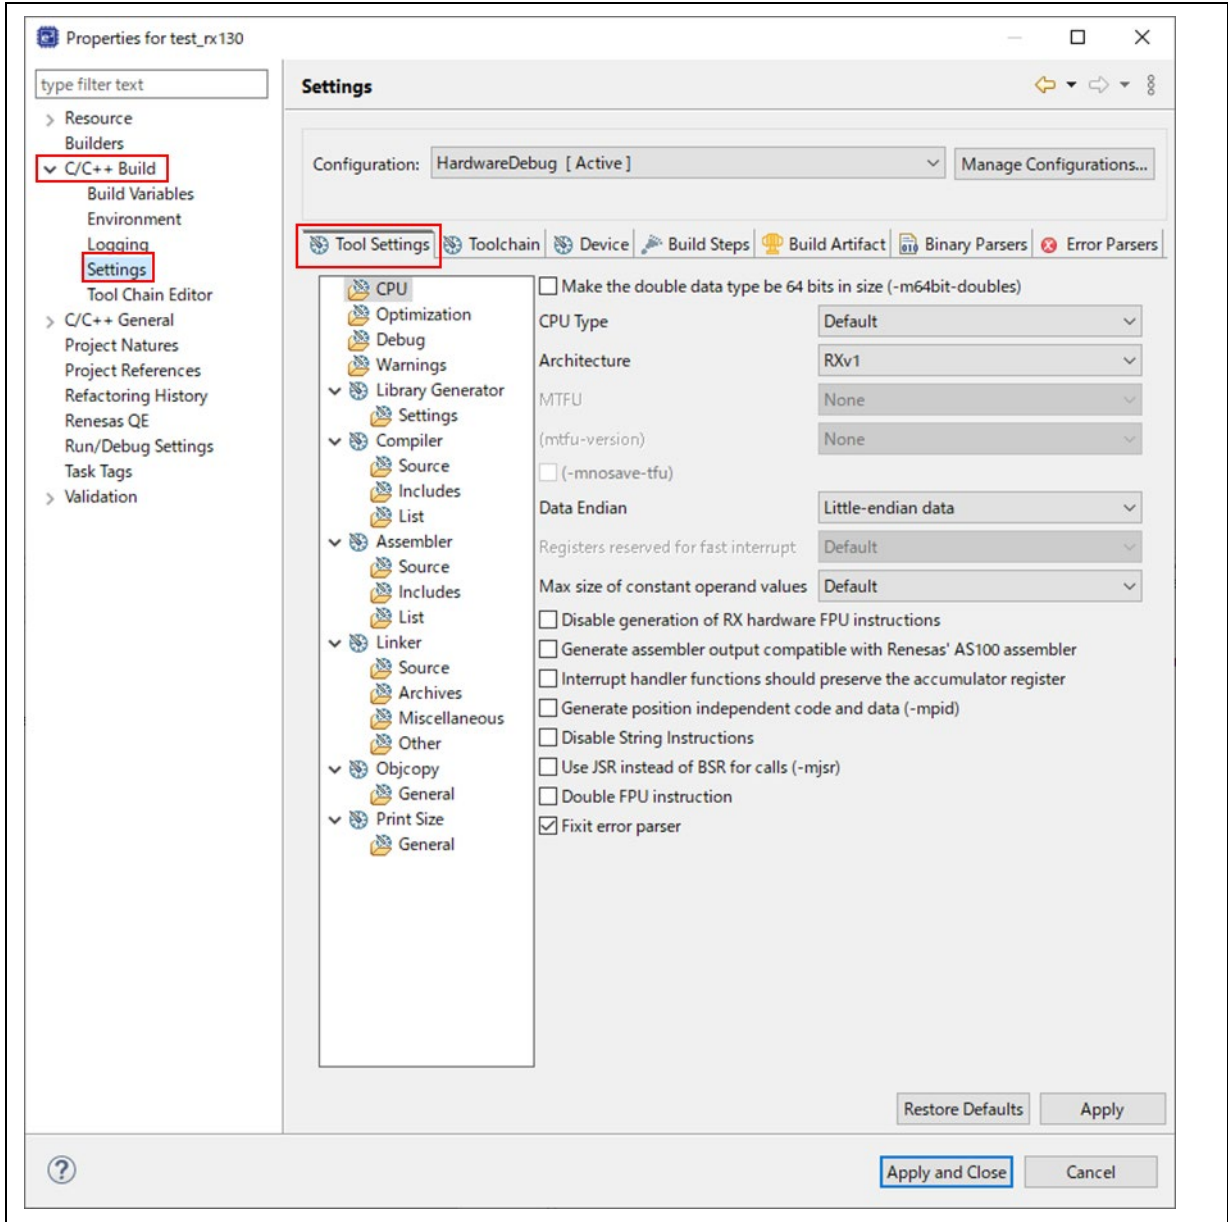 Properties for test_rx130
type filter text
Resource
Builders
C/C++ Build
Build Variables
Environment
Logging
Settings
Tool Chain Editor
C/C++ General
Project Natures
Project References
Refactoring History
Renesas QE
Run/Debug Settings
Task Tags
Validation
Settings
Configuration: HardwareDebug [ Active ] Manage Configurations...
Tool Settings Toolchain Device Build Steps Build Artifact Binary Parsers Error Parsers
CPU
Optimization
Debug
Warnings
Library Generator
Settings
Compiler
Source
Includes
List
Assembler
Source
Includes
List
Linker
Source
Archives
Miscellaneous
Other
Objcopy
General
Print Size
General
Make the double data type be 64 bits in size (-m64bit-doubles)
CPU Type Default
Architecture RXv1
MTFU None
(mtfu-version) None
(-mnosave-tfu)
Data Endian Little-endian data
Registers reserved for fast interrupt Default
Max size of constant operand values Default
Disable generation of RX hardware FPU instructions
Generate assembler output compatible with Renesas' AS100 assembler
Interrupt handler functions should preserve the accumulator register
Generate position independent code and data (-mpid)
Disable String Instructions
Use JSR instead of BSR for calls (-mjsr)
Double FPU instruction
Fixit error parser
Restore Defaults Apply
? Apply and Close Cancel